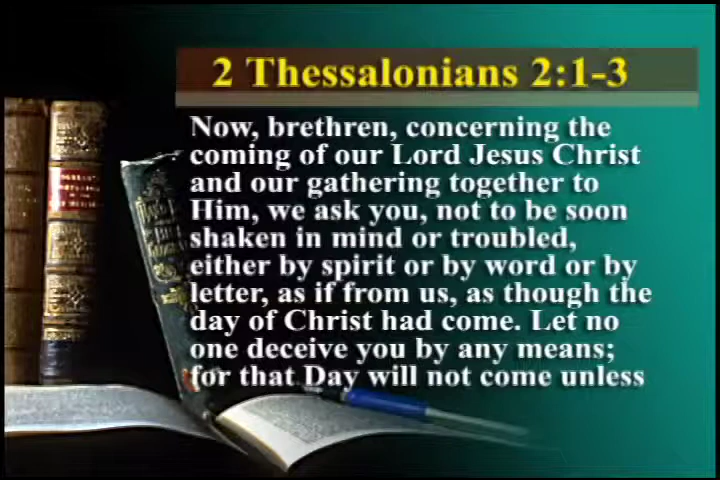 2 Thessalonians 2:1-3
Now, brethren, concerning the
coming of our Lord Jesus Christ
and our gathering together to
Him, we ask you, not to be soon
shaken in mind or troubled,
either by spirit or by word or by
letter, as if from us, as though the
day of Christ had come. Let no
one deceive you by any means;
for that Day will not come unless